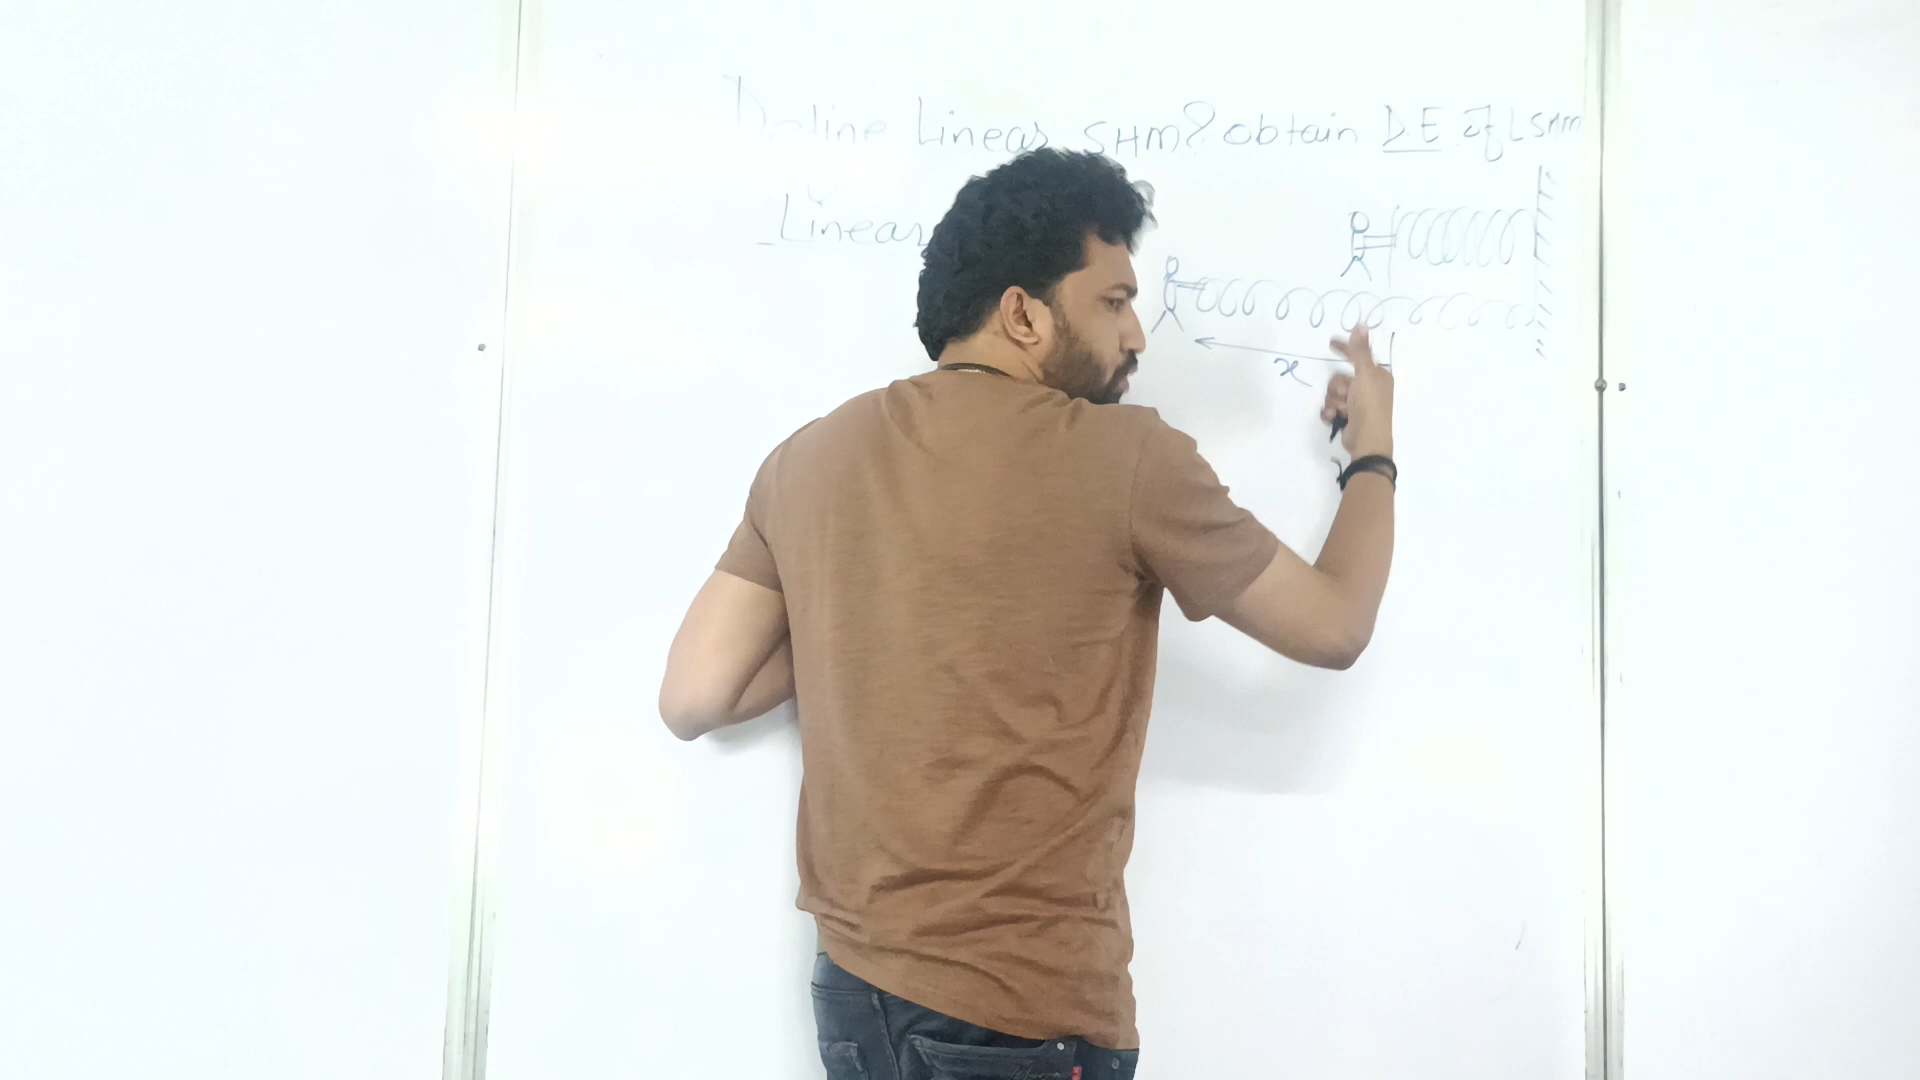 Define Linear SHM? obtain D.E of LSHM
Linear
x